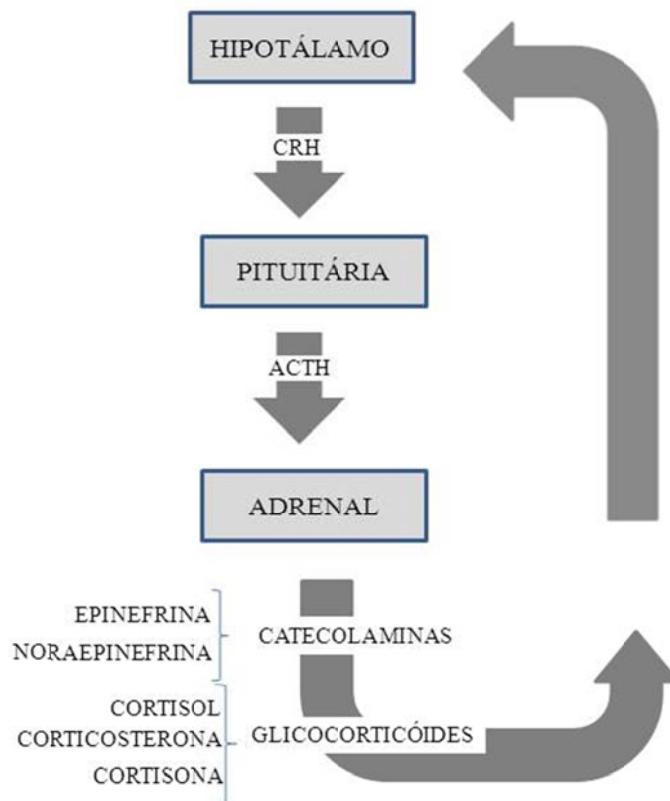 HIPOTÁLAMO
CRH
PITUITÁRIA
ACTH
ADRENAL
EPINEFRINA
NORAEPINEFRINA
CATECOLAMINAS
CORTISOL
CORTICOSTERONA
CORTISONA
GLICOCORTICÓIDES